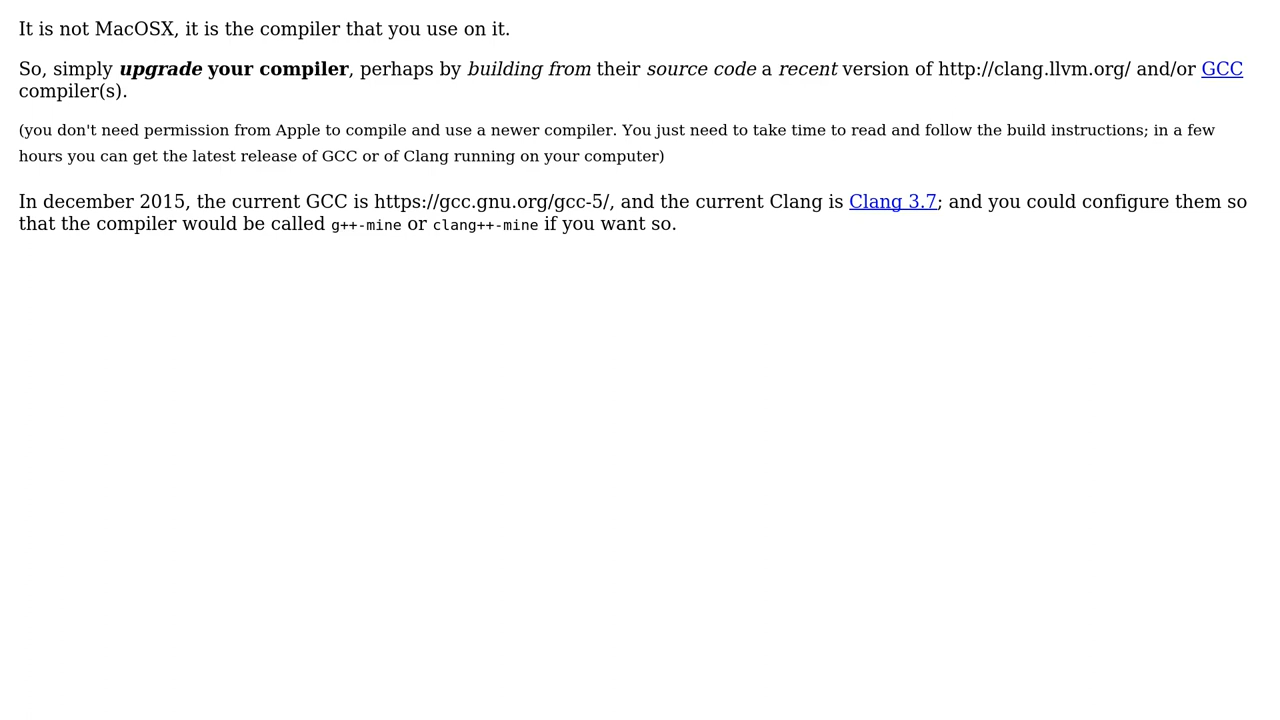 It is not MacOSX, it is the compiler that you use on it.
So, simply upgrade your compiler, perhaps by building from their source code a recent version of http://clang.llvm.org/ and/or GCC
compiler(s).
(you don't need permission from Apple to compile and use a newer compiler. You just need to take time to read and follow the build instructions; in a few
hours you can get the latest release of GCC or of Clang running on your computer)
In december 2015, the current GCC is https://gcc.gnu.org/gcc-5/, and the current Clang is Clang 3.7; and you could configure them so
that the compiler would be called g++-mine or clang++-mine if you want so.